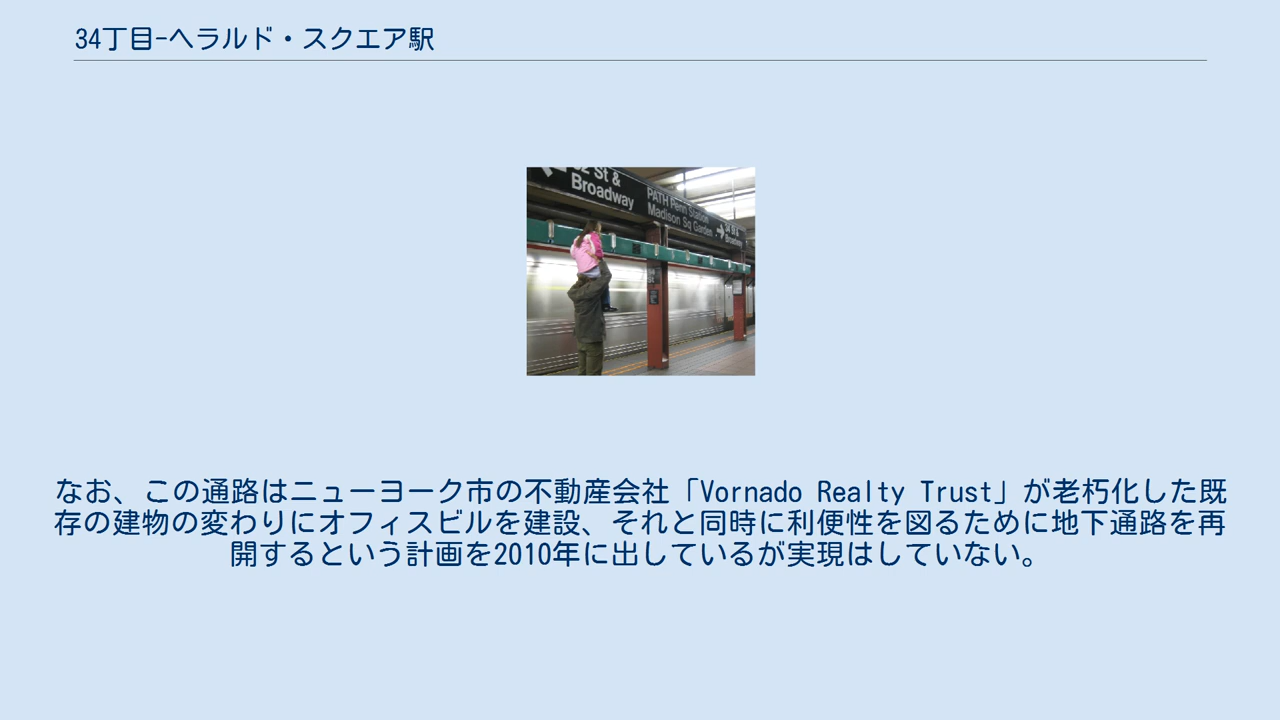 34丁目-ヘラルド・スクエア駅
St &
Broadway
PATH Penn Station
Madison Sq Garden
34 St &
Broadway
なお、この通路はニューヨーク市の不動産会社「Vornado Realty Trust」が老朽化した既
存の建物の変わりにオフィスビルを建設、それと同時に利便性を図るために地下通路を再
開するという計画を2010年に出しているが実現はしていない。